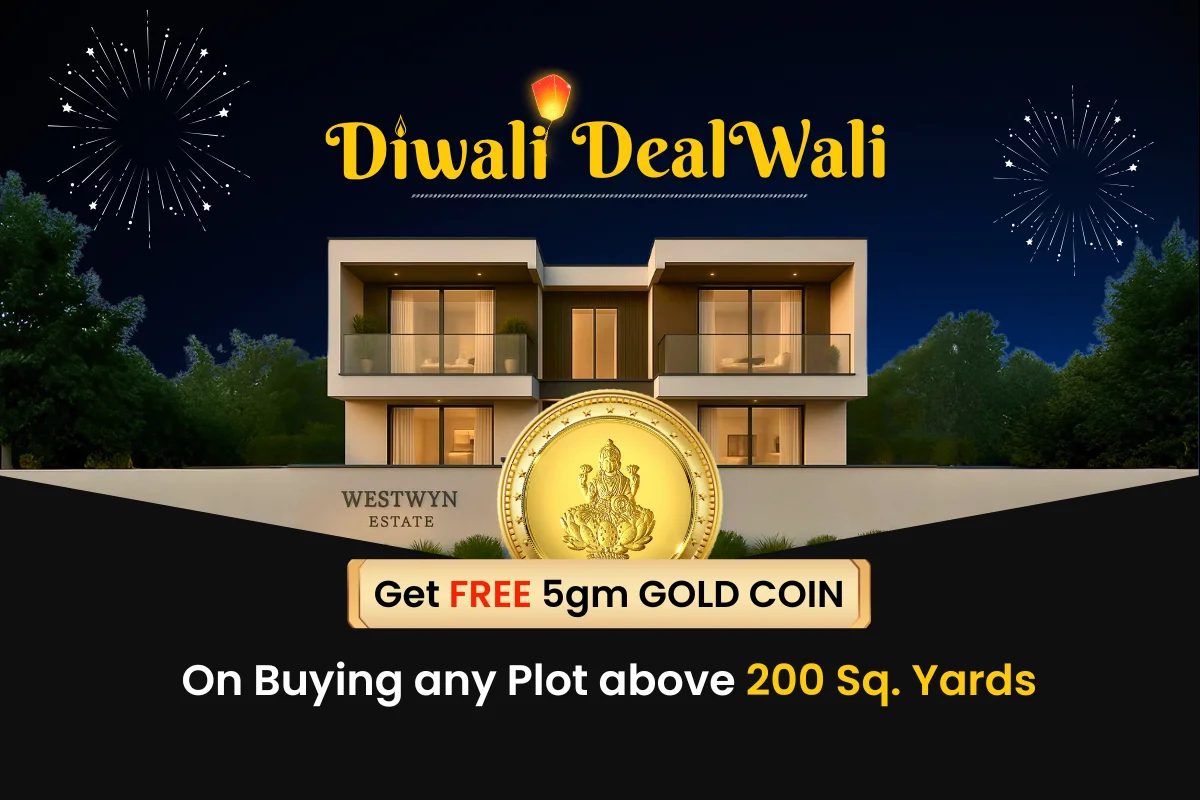 Diwali DealWali
WESTWYN
ESTATE
Get FREE 5gm GOLD COIN
On Buying any Plot above 200 Sq. Yards